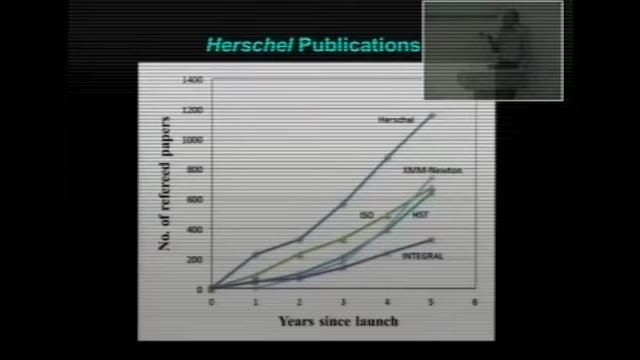 Herschel Publications
1400
1200
1000
800
600
400
200
0
No. of refereed papers
Herschel
XMM-Newton
ISO
HST
INTEGRAL
0 1 2 3 4 5 6
Years since launch